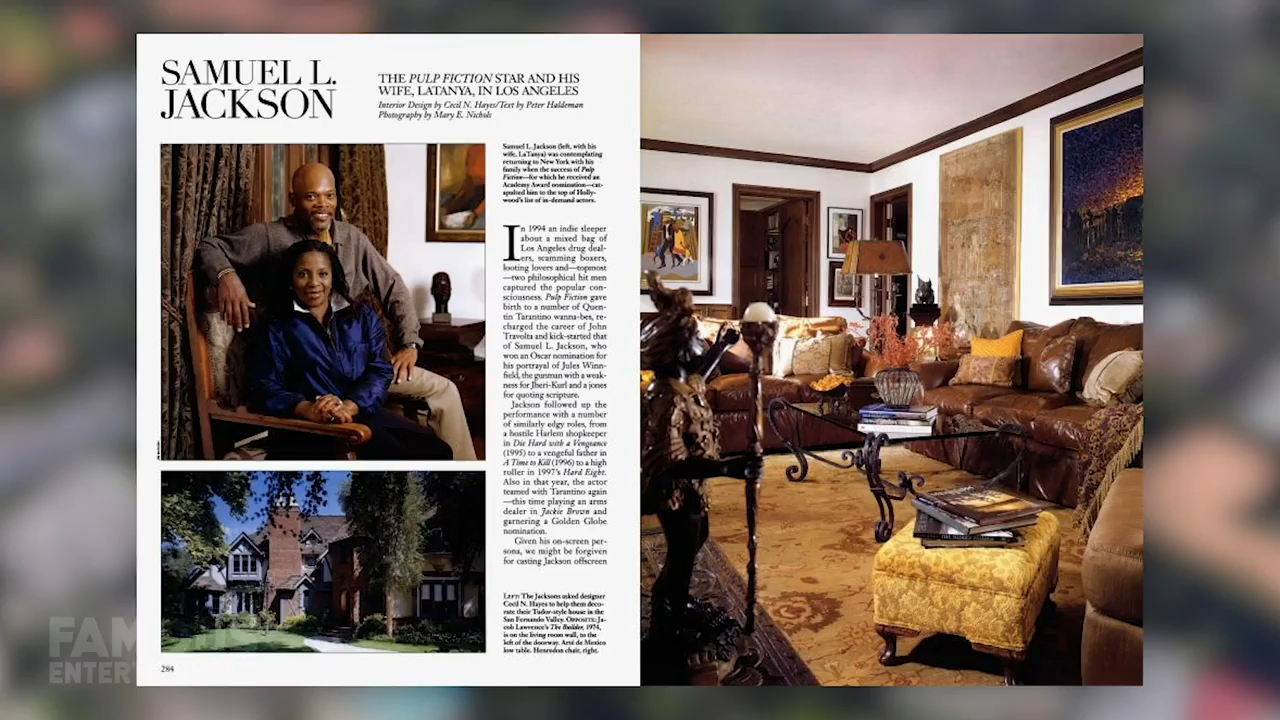 SAMUEL L.
JACKSON
THE PULP FICTION STAR AND HIS
WIFE, LATANYA, IN LOS ANGELES
Interior Design by Cecil N. Hayes/Text by Peter Haldeman
Photography by Mary E. Nichols
Samuel L. Jackson (left, with his
wife, LaTanya) was contemplating
returning to New York with his
family when the success of Pulp
Fiction—for which he received an
Academy Award nomination—cat-
apulted him to the top of Holly-
wood's list of in-demand actors.
In 1994 an indie sleeper
about a mixed bag of
Los Angeles drug deal-
ers, scamming boxers,
looting lovers and—topmost
—two philosophical hit men
captured the popular con-
sciousness. Pulp Fiction gave
birth to a number of Quen-
tin Tarantino wanna-bes, re-
charged the career of John
Travolta and kick-started that
of Samuel L. Jackson, who
won an Oscar nomination for
his portrayal of Jules Winn-
field, the gunman with a weak-
ness for Jheri-Kurl and a jones
for quoting scripture.
Jackson followed up the
performance with a number
of similarly edgy roles, from
a hostile Harlem shopkeeper
in Die Hard with a Vengeance
(1995) to a vengeful father in
A Time to Kill (1996) to a high
roller in 1997's Hard Eight.
Also in that year, the actor
teamed with Tarantino again
—this time playing an arms
dealer in Jackie Brown and
garnering a Golden Globe
nomination.
Given his on-screen per-
sona, we might be forgiven
for casting Jackson offscreen
LEFT: The Jacksons asked designer
Cecil N. Hayes to help them deco-
rate their Tudor-style house in the
San Fernando Valley. OPPOSITE: Ja-
cob Lawrence's The Builder, 1974,
is on the living room wall, to the
left of the doorway. Arté de Mexico
low table. Henredon chair, right.
284